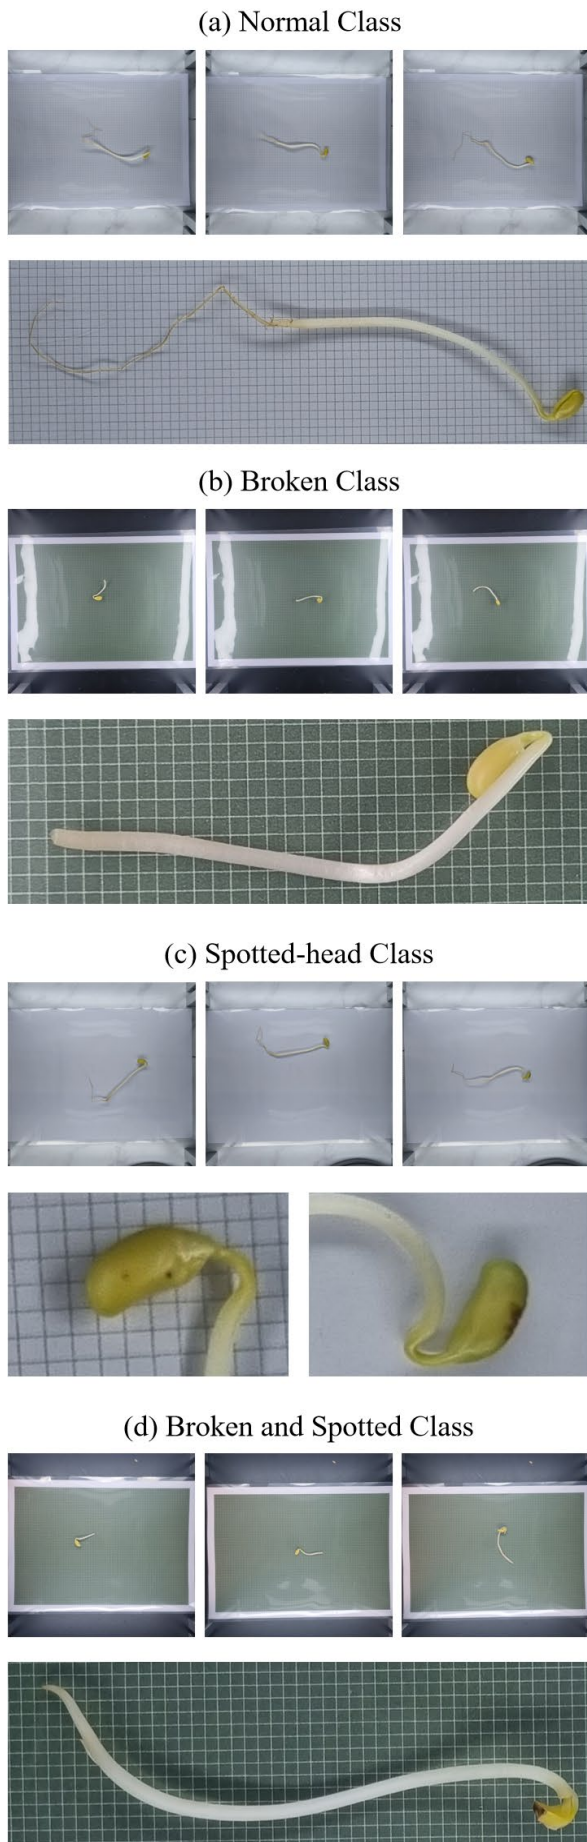 (a) Normal Class
(b) Broken Class
(c) Spotted-head Class
(d) Broken and Spotted Class